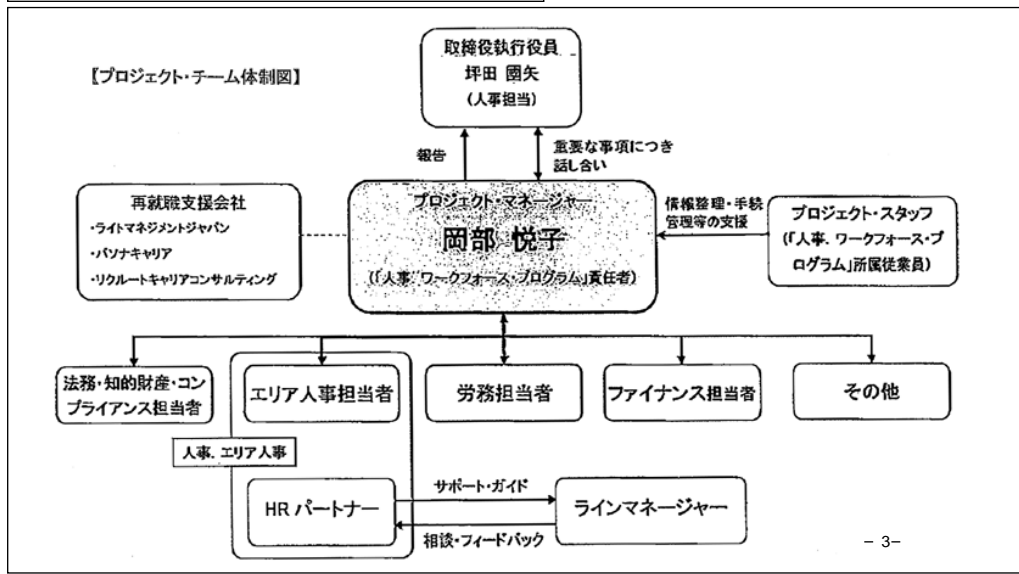 【プロジェクト・チーム体制図】
取締役執行役員
坪田 國矢
(人事担当)
報告
重要な事項につき
話し合い
再就職支援会社
・ライトマネジメントジャパン
・パソナキャリア
・リクルートキャリアコンサルティング
プロジェクト・マネージャー
岡部 悦子
(「人事.ワークフォース・プログラム」責任者)
情報整理・手続
管理等の支援
プロジェクト・スタッフ
(「人事.ワークフォース・プ
ログラム」所属従業員)
法務・知的財産・コン
プライアンス担当者
エリア人事担当者
労務担当者
ファイナンス担当者
その他
人事.エリア人事
HRパートナー
サポート・ガイド
相談・フィードバック
ラインマネージャー
- 3-